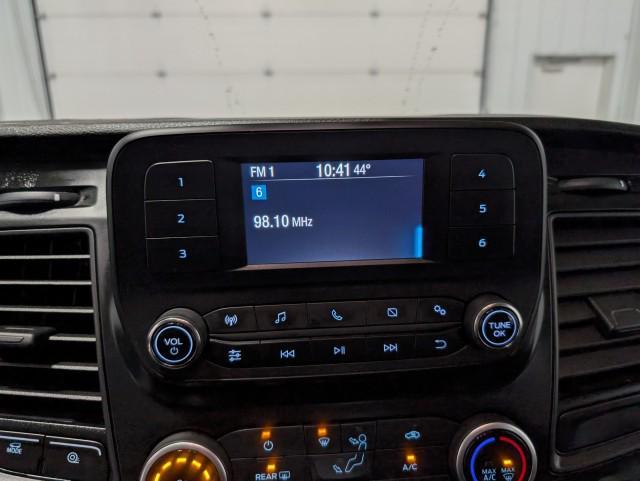 FM 1 10:41 44°
6
98.10 MHz
1
2
3
4
5
6
VOL
TUNE
OK
MODE
REAR
A/C
MAX
A/C
MAX